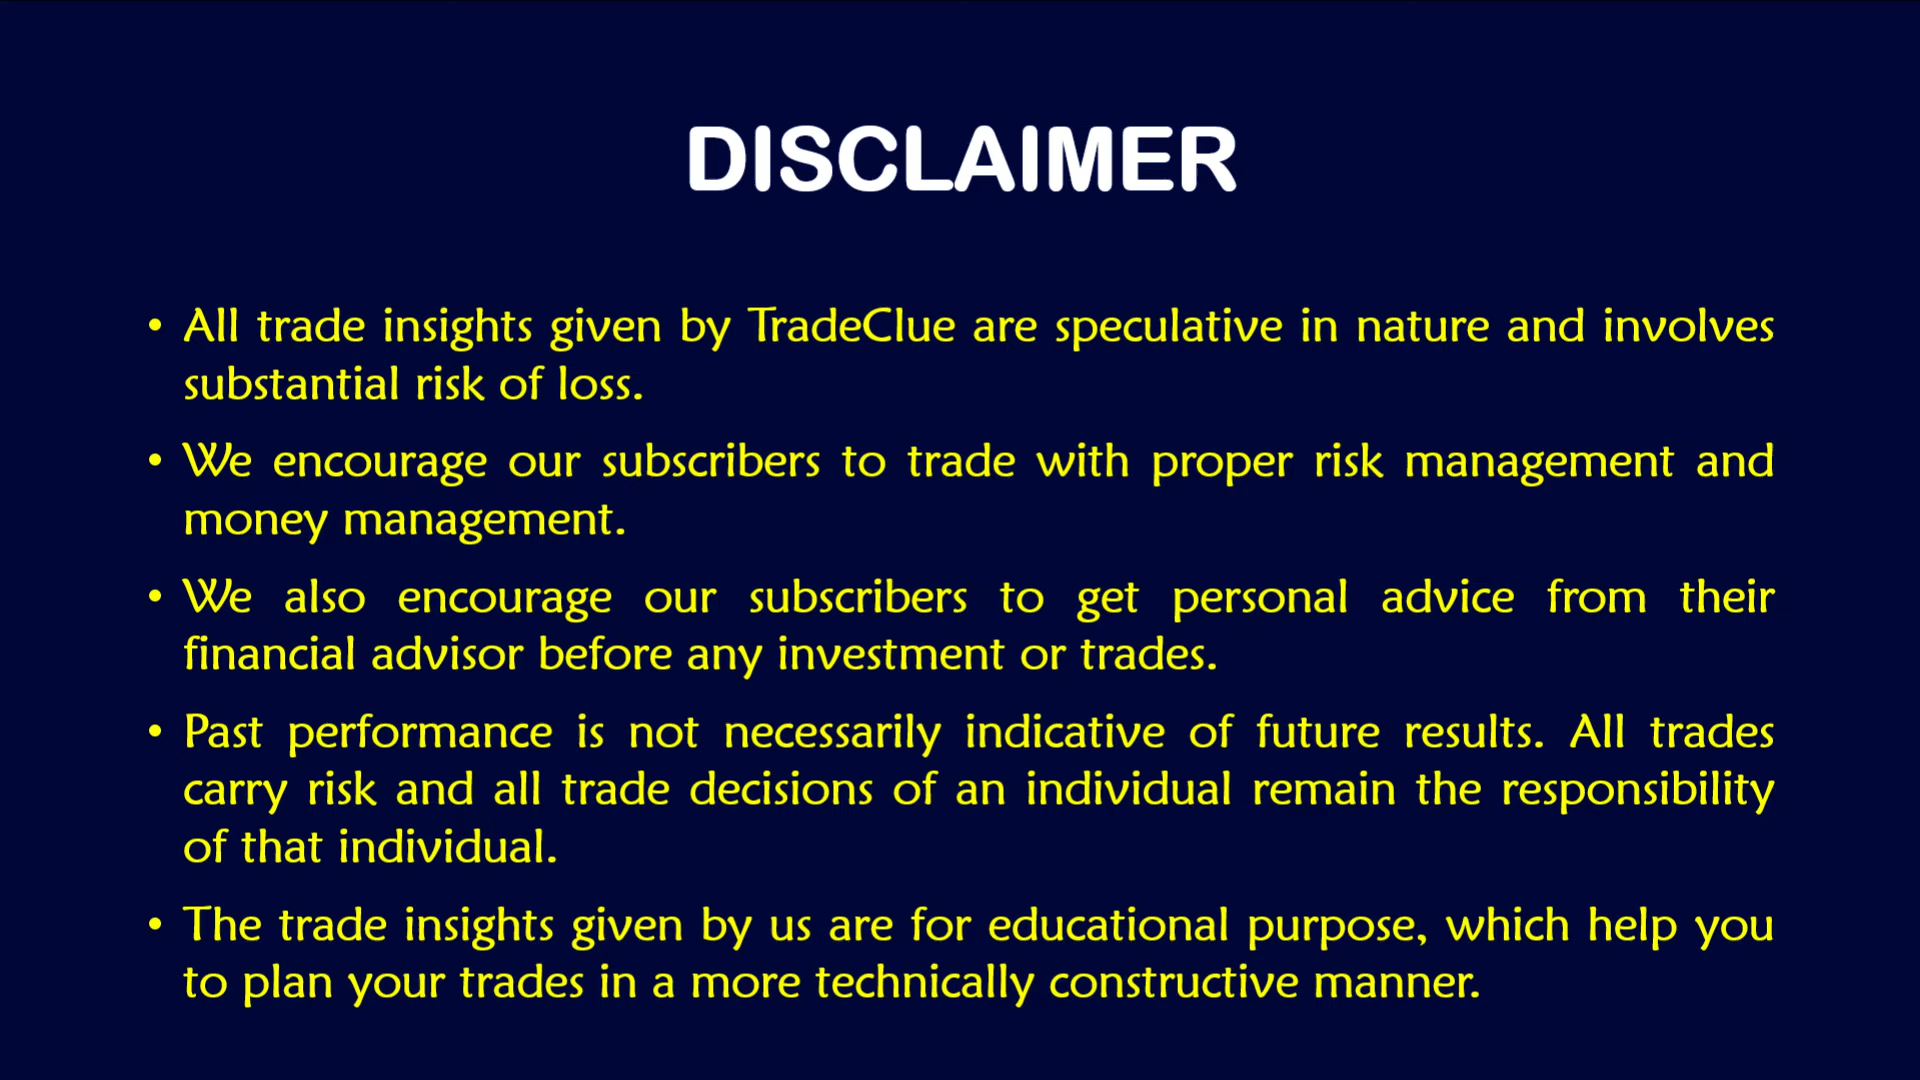 DISCLAIMER
• All trade insights given by TradeClue are speculative in nature and involves
substantial risk of loss.
• We encourage our subscribers to trade with proper risk management and
money management.
• We also encourage our subscribers to get personal advice from their
financial advisor before any investment or trades.
• Past performance is not necessarily indicative of future results. All trades
carry risk and all trade decisions of an individual remain the responsibility
of that individual.
• The trade insights given by us are for educational purpose, which help you
to plan your trades in a more technically constructive manner.